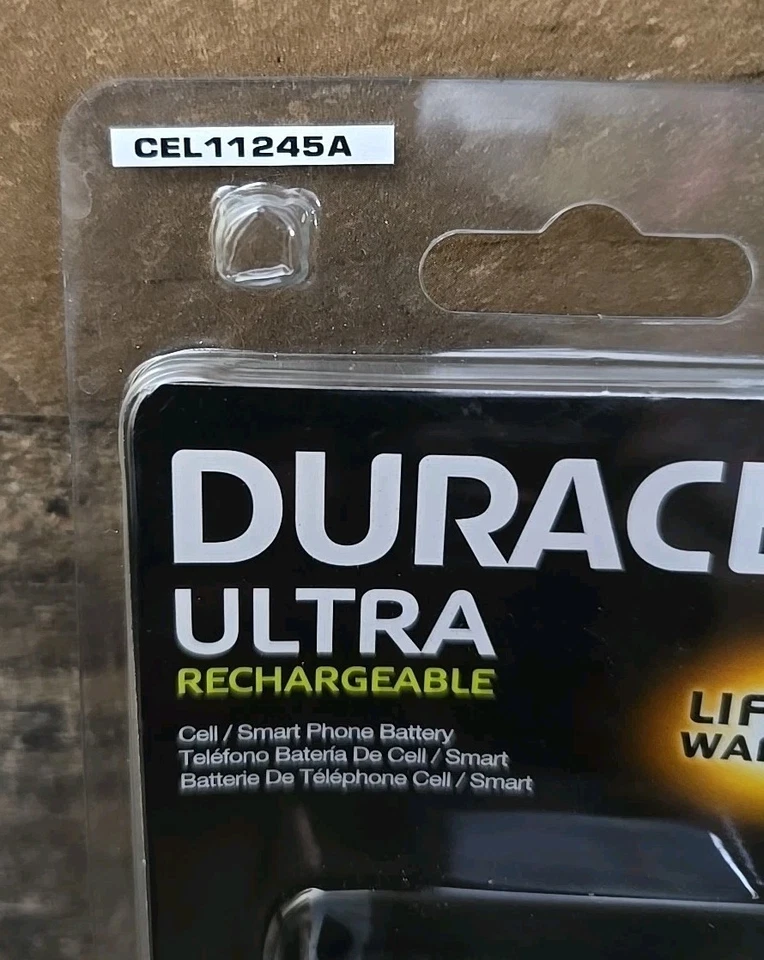 CEL11245A
DURACE
ULTRA
RECHARGEABLE
Cell / Smart Phone Battery
Teléfono Batería De Cell / Smart
Batterie De Téléphone Cell / Smart
LIF
WAR